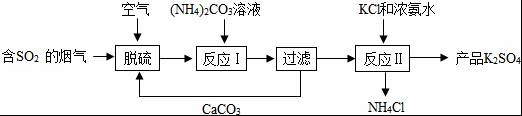 空气 (NH4)2CO3溶液 KCl和浓氨水
含SO2 的烟气 脱硫 反应Ⅰ 过滤 反应Ⅱ 产品K2SO4
CaCO3 NH4Cl